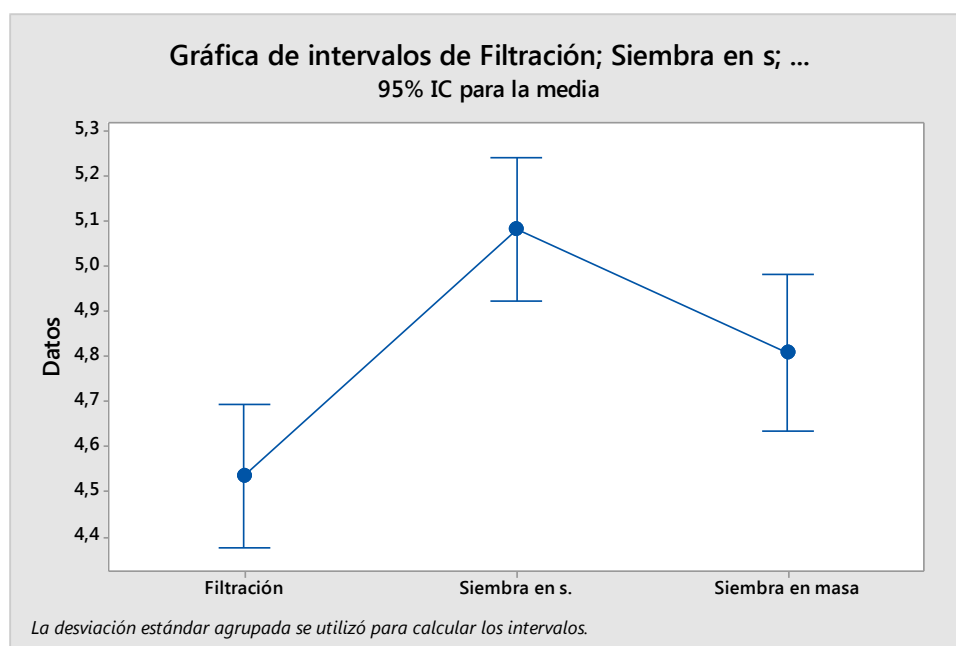 Gráfica de intervalos de Filtración; Siembra en s; ...
95% IC para la media
5,3
5,2
5,1
5,0
4,9
4,8
4,7
4,6
4,5
4,4
Datos
Filtración
Siembra en s.
Siembra en masa
La desviación estándar agrupada se utilizó para calcular los intervalos.